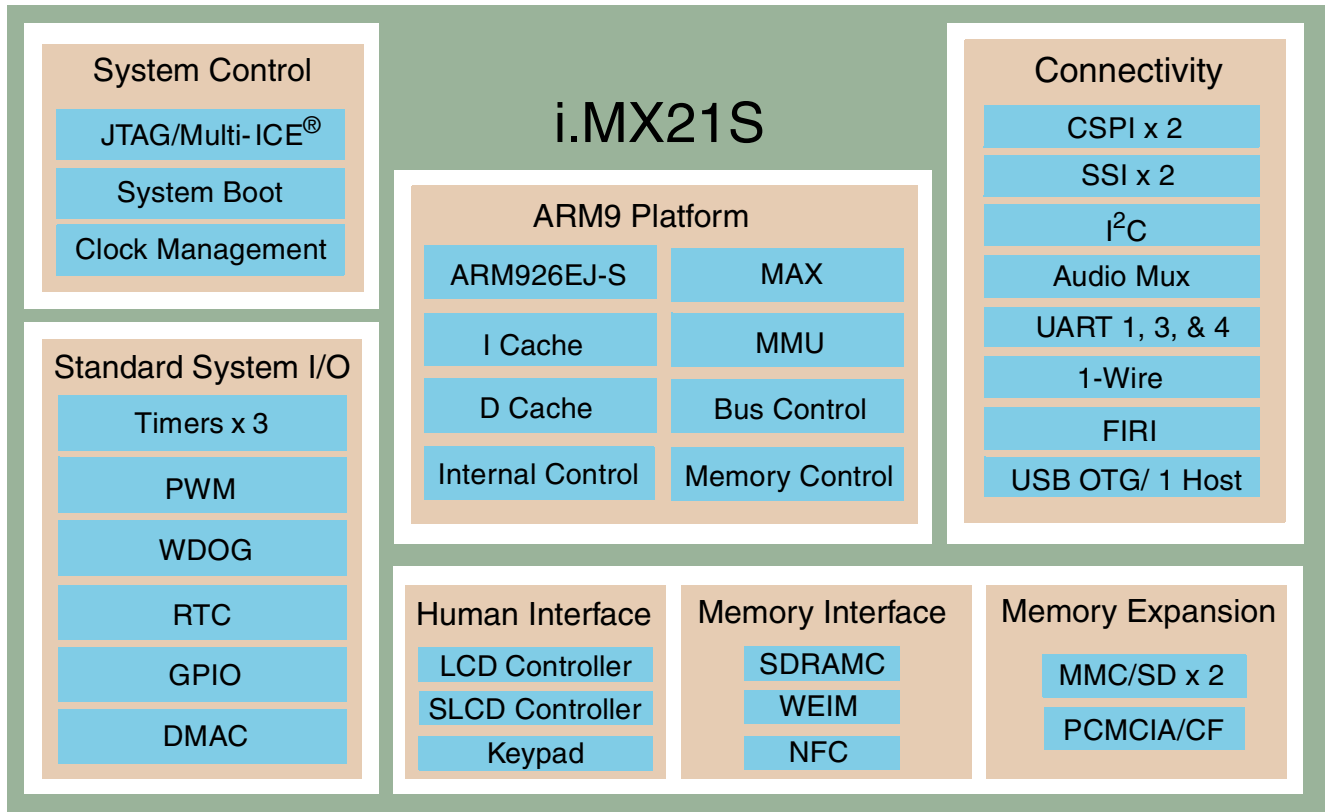 System Control
JTAG/Multi-ICE®
System Boot
Clock Management
Standard System I/O
Timers x 3
PWM
WDOG
RTC
GPIO
DMAC
i.MX21S
ARM9 Platform
ARM926EJ-S
MAX
I Cache
MMU
D Cache
Bus Control
Internal Control
Memory Control
Connectivity
CSPI x 2
SSI x 2
I²C
Audio Mux
UART 1, 3, & 4
1-Wire
FIRI
USB OTG/ 1 Host
Human Interface
LCD Controller
SLCD Controller
Keypad
Memory Interface
SDRAMC
WEIM
NFC
Memory Expansion
MMC/SD x 2
PCMCIA/CF